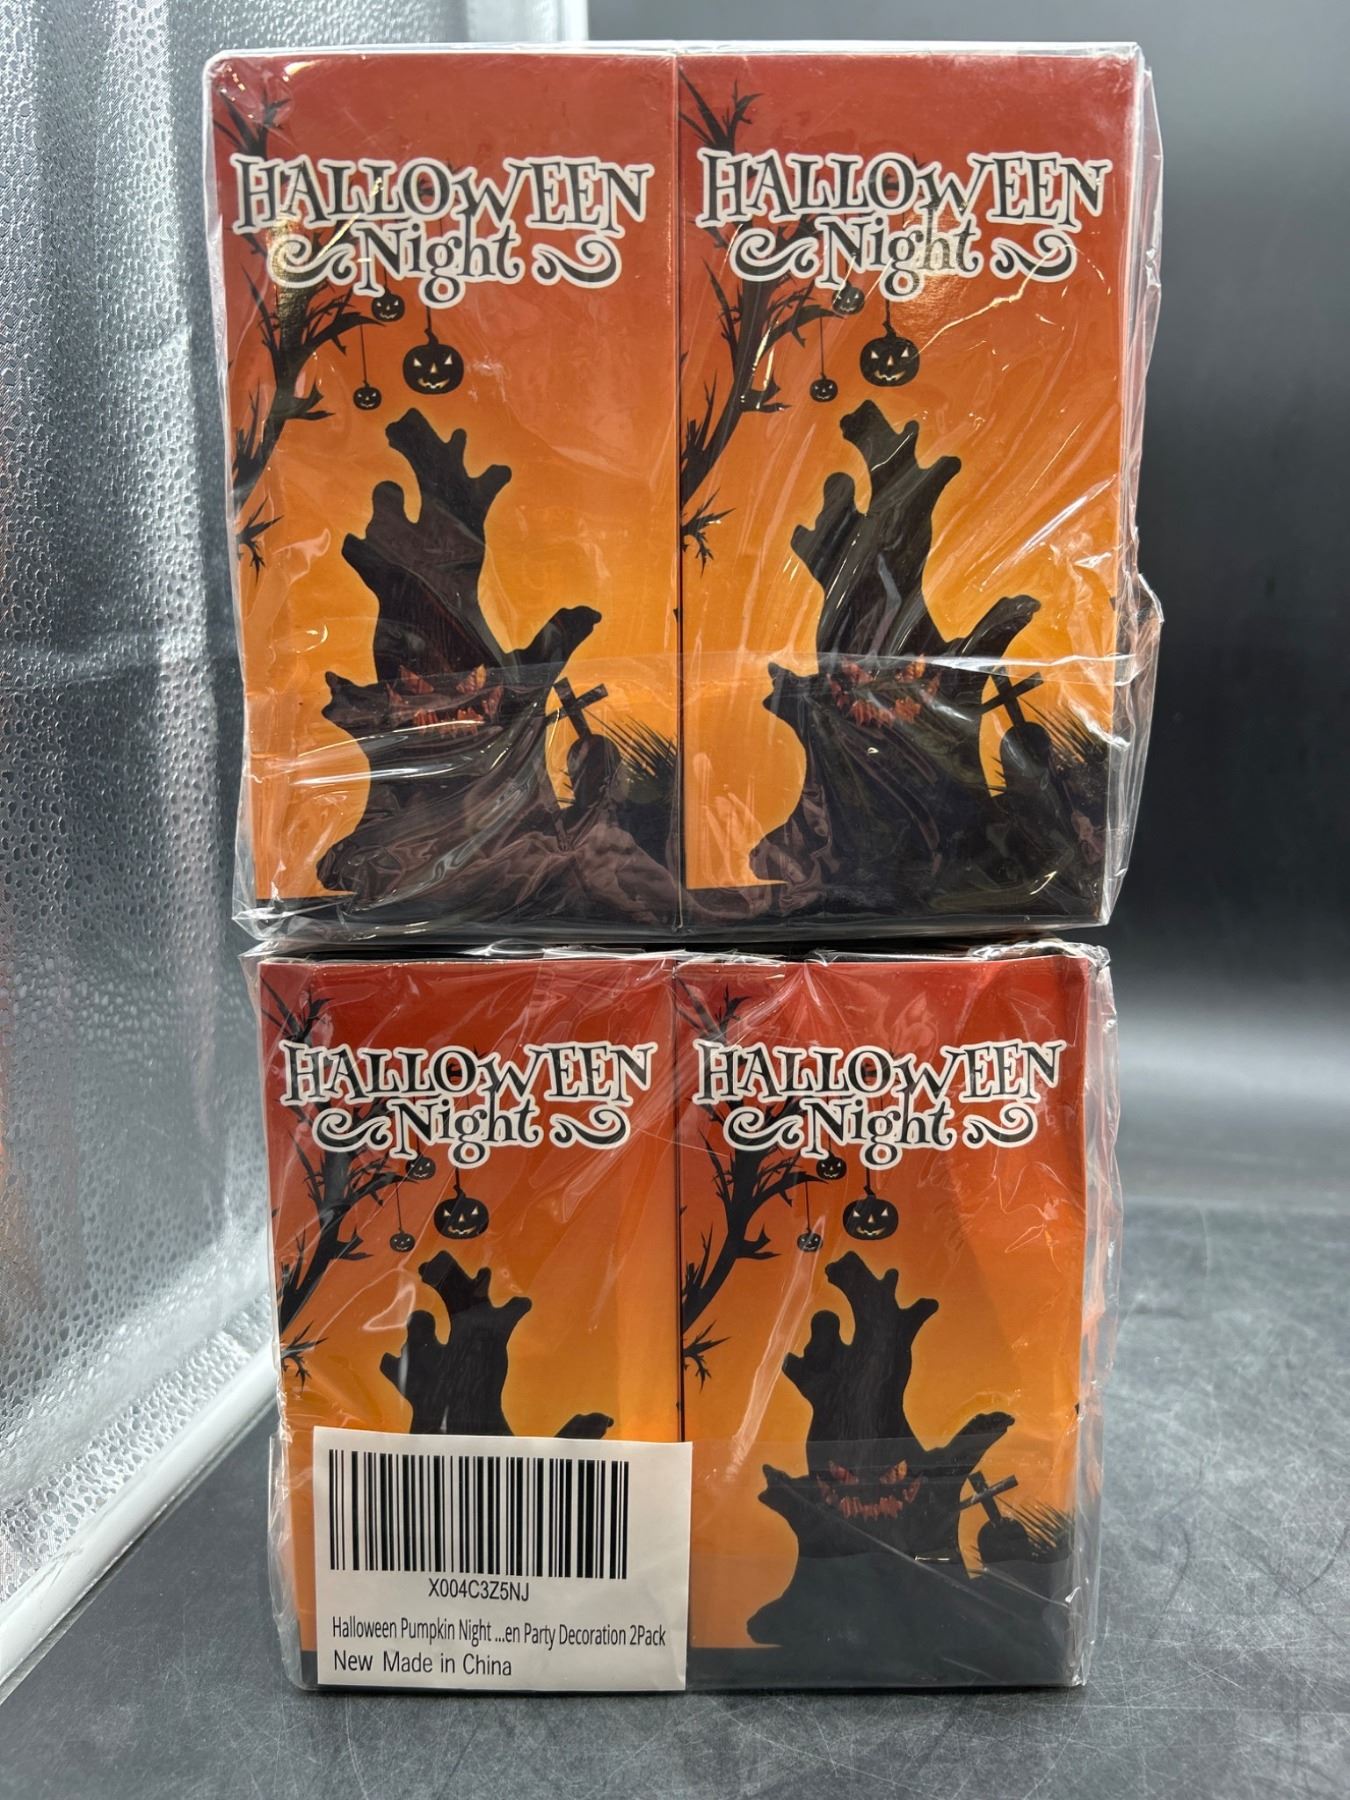 HALLOWEEN
Night
HALLOWEEN
Night
HALLOWEEN
Night
HALLOWEEN
Night
X004C3Z5NJ
Halloween Pumpkin Night ...en Party Decoration 2Pack
New Made in China